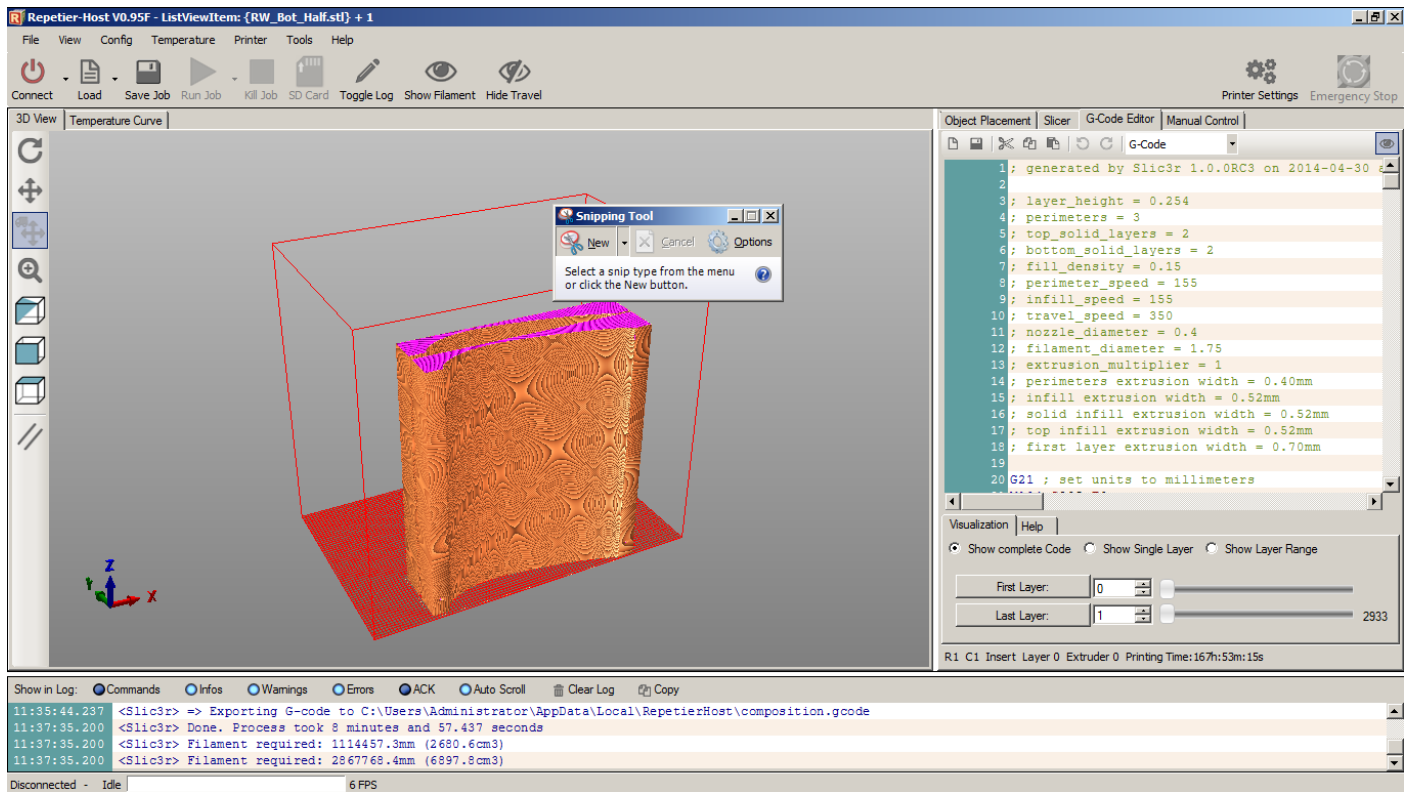 Repetier-Host V0.95F - ListViewItem: {RW_Bot_Half.stl} + 1
File View Config Temperature Printer Tools Help
Connect Load Save Job Run Job Kill Job SD Card Toggle Log Show Filament Hide Travel Printer Settings Emergency Stop
3D View Temperature Curve
Object Placement Slicer G-Code Editor Manual Control
G-Code
1 ; generated by Slic3r 1.0.0RC3 on 2014-04-30
2
3 ; layer_height = 0.254
4 ; perimeters = 3
5 ; top_solid_layers = 2
6 ; bottom_solid_layers = 2
7 ; fill_density = 0.15
8 ; perimeter_speed = 155
9 ; infill_speed = 155
10 ; travel_speed = 350
11 ; nozzle_diameter = 0.4
12 ; filament_diameter = 1.75
13 ; extrusion_multiplier = 1
14 ; perimeters extrusion width = 0.40mm
15 ; infill extrusion width = 0.52mm
16 ; solid infill extrusion width = 0.52mm
17 ; top infill extrusion width = 0.52mm
18 ; first layer extrusion width = 0.70mm
19
20 G21 ; set units to millimeters
Snipping Tool
New Cancel Options
Select a snip type from the menu
or click the New button.
Z
Y
X
Visualization Help
Show complete Code Show Single Layer Show Layer Range
First Layer: 0
Last Layer: 1 2933
R1 C1 Insert Layer 0 Extruder 0 Printing Time:167h:53m:15s
Show in Log: Commands Infos Warnings Errors ACK Auto Scroll Clear Log Copy
11:35:44.237 <Slic3r> => Exporting G-code to C:\Users\Administrator\AppData\Local\RepetierHost\composition.gcode
11:37:35.200 <Slic3r> Done. Process took 8 minutes and 57.437 seconds
11:37:35.200 <Slic3r> Filament required: 1114457.3mm (2680.6cm3)
11:37:35.200 <Slic3r> Filament required: 2867768.4mm (6897.8cm3)
Disconnected - Idle 6 FPS